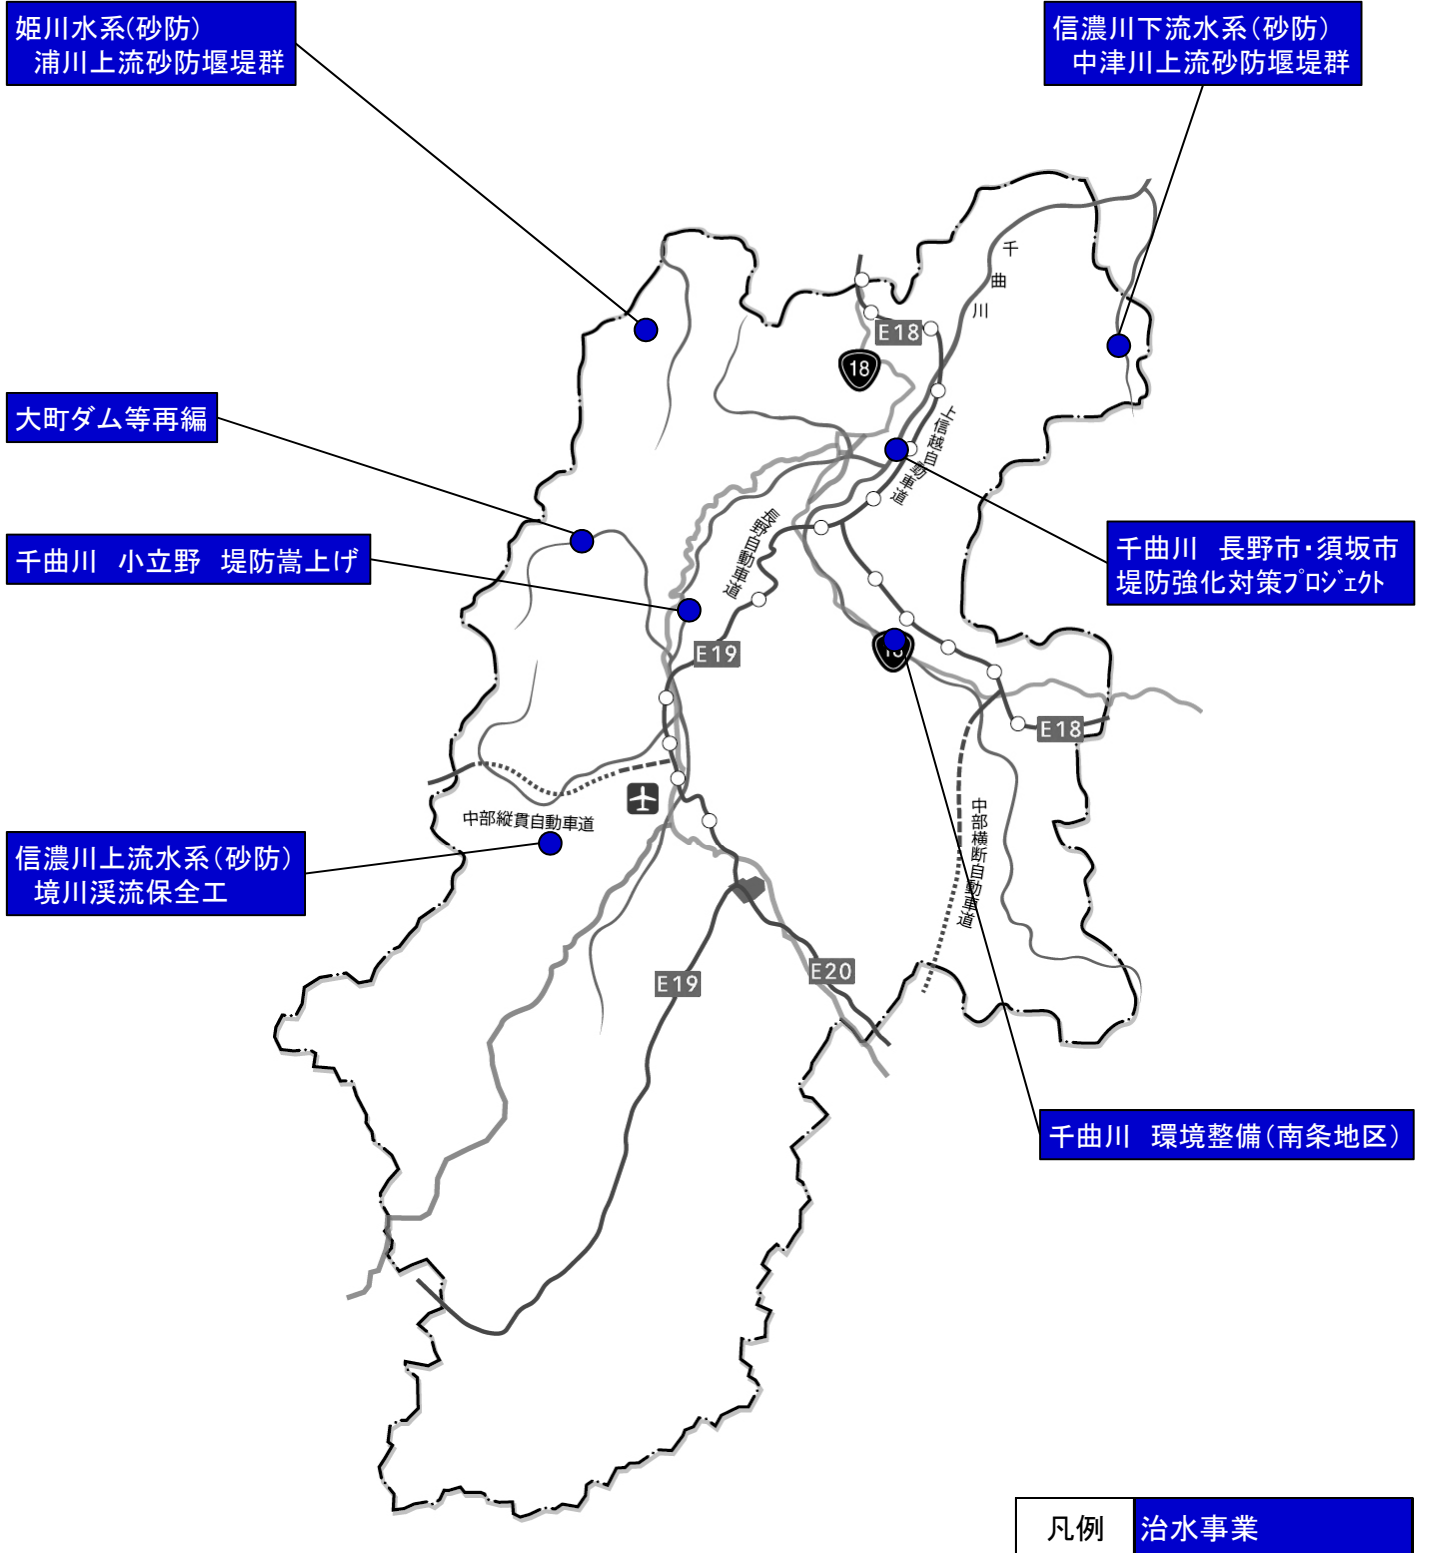 姫川水系(砂防)
浦川上流砂防堰堤群
信濃川下流水系(砂防)
中津川上流砂防堰堤群
千曲川
E18
18
大町ダム等再編
上信越自動車道
千曲川 小立野 堤防嵩上げ
長野自動車道
千曲川 長野市・須坂市
堤防強化対策プロジェクト
E19
18
E18
中部縦貫自動車道
中部横断自動車道
信濃川上流水系(砂防)
境川渓流保全工
E19
E20
千曲川 環境整備(南条地区)
凡例 治水事業